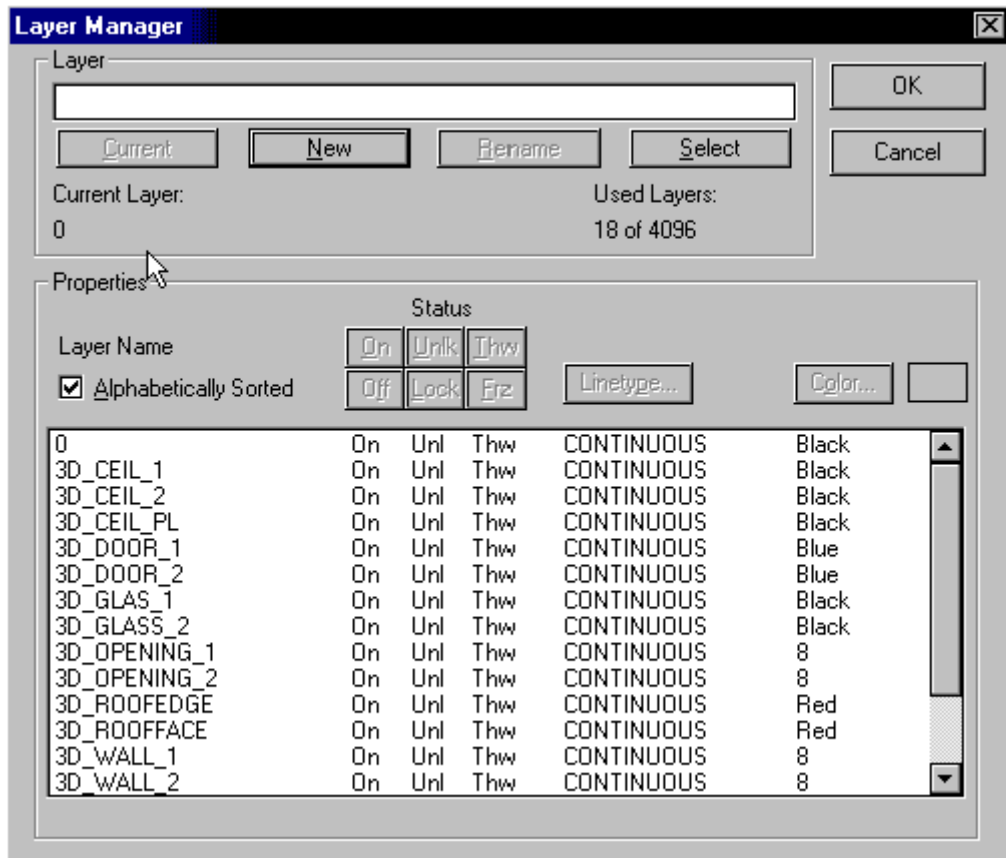 Layer Manager
Layer
OK
Current New Rename Select
Cancel
Current Layer: Used Layers:
0 18 of 4096
Properties
Status
Layer Name On Unlk Thw
Alphabetically Sorted Off Lock Frz Linetype... Color...
0 On Unl Thw CONTINUOUS Black
3D_CEIL_1 On Unl Thw CONTINUOUS Black
3D_CEIL_2 On Unl Thw CONTINUOUS Black
3D_CEIL_PL On Unl Thw CONTINUOUS Black
3D_DOOR_1 On Unl Thw CONTINUOUS Blue
3D_DOOR_2 On Unl Thw CONTINUOUS Blue
3D_GLAS_1 On Unl Thw CONTINUOUS Black
3D_GLASS_2 On Unl Thw CONTINUOUS Black
3D_OPENING_1 On Unl Thw CONTINUOUS 8
3D_OPENING_2 On Unl Thw CONTINUOUS 8
3D_ROOFEDGE On Unl Thw CONTINUOUS Red
3D_ROOFFACE On Unl Thw CONTINUOUS Red
3D_WALL_1 On Unl Thw CONTINUOUS 8
3D_WALL_2 On Unl Thw CONTINUOUS 8